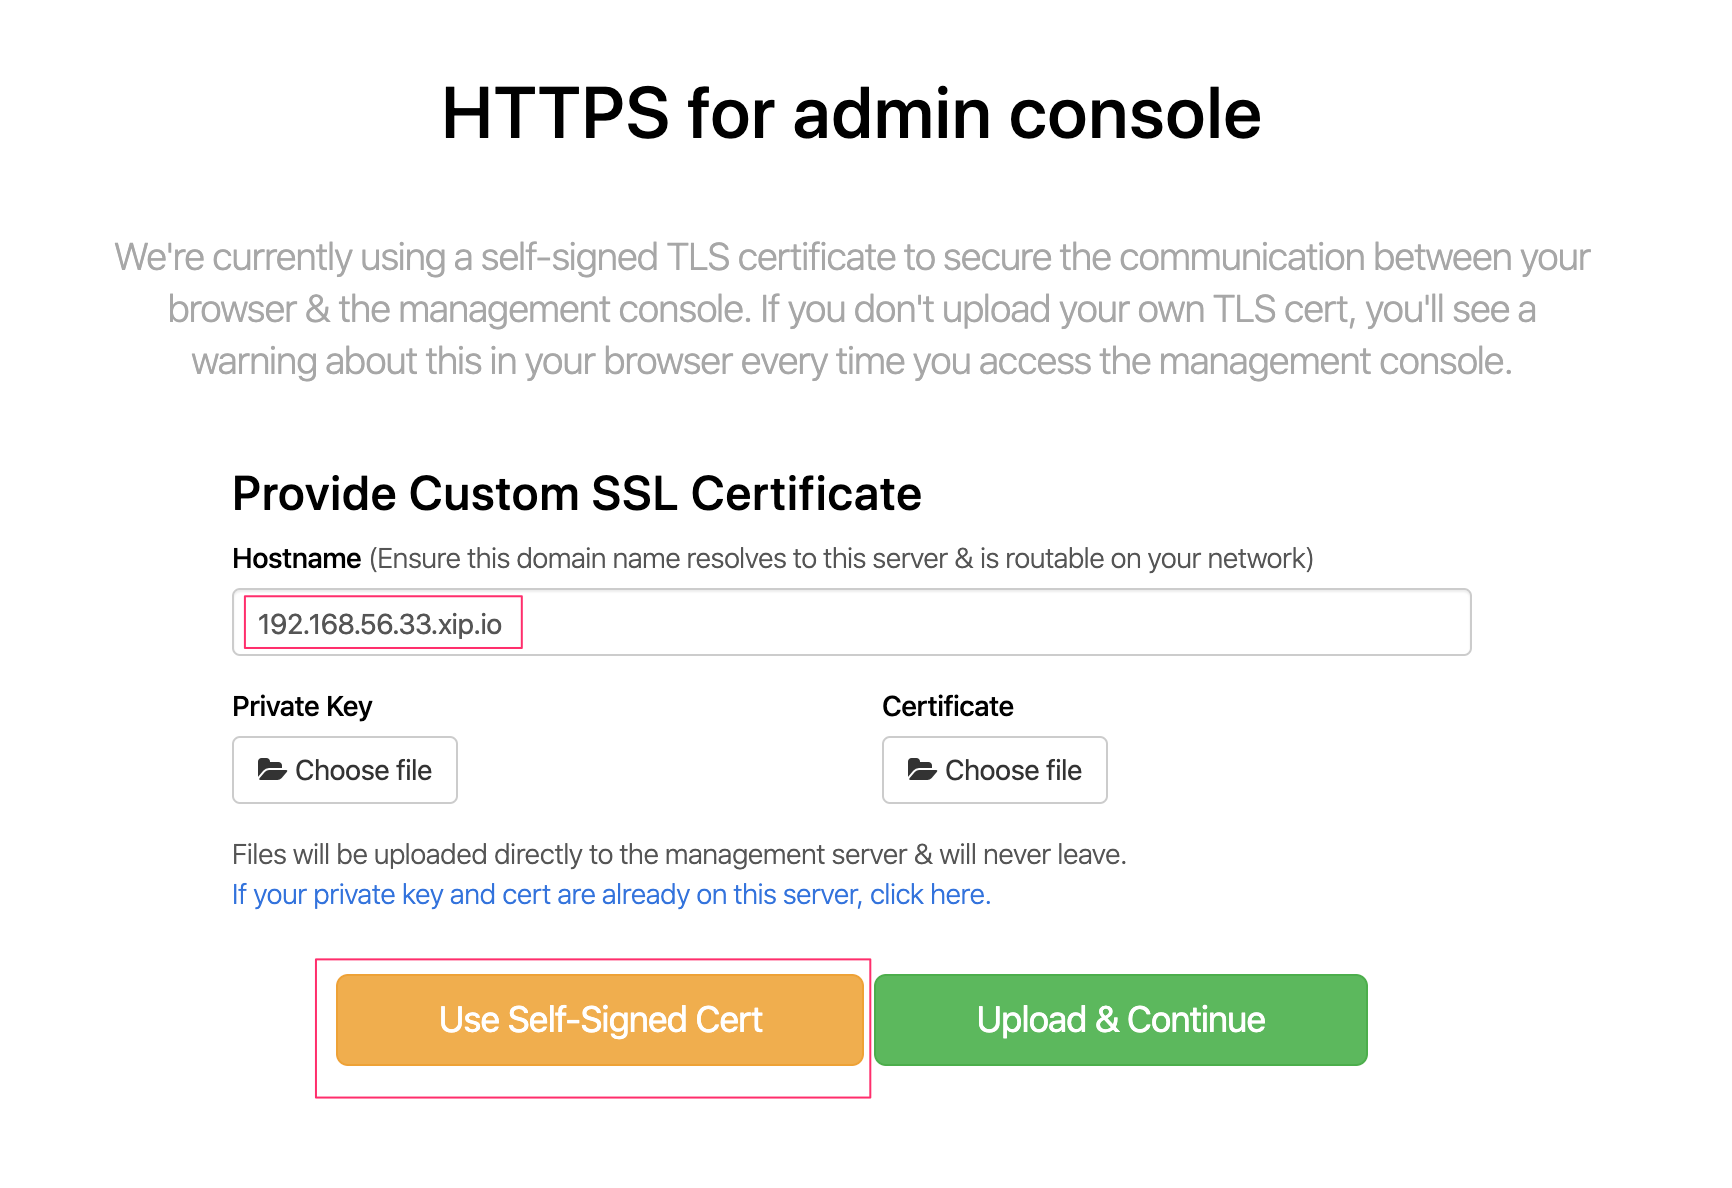 HTTPS for admin console
We're currently using a self-signed TLS certificate to secure the communication between your
browser & the management console. If you don't upload your own TLS cert, you'll see a
warning about this in your browser every time you access the management console.
Provide Custom SSL Certificate
Hostname (Ensure this domain name resolves to this server & is routable on your network)
192.168.56.33.xip.io
Private Key
Certificate
Choose file
Choose file
Files will be uploaded directly to the management server & will never leave.
If your private key and cert are already on this server, click here.
Use Self-Signed Cert
Upload & Continue